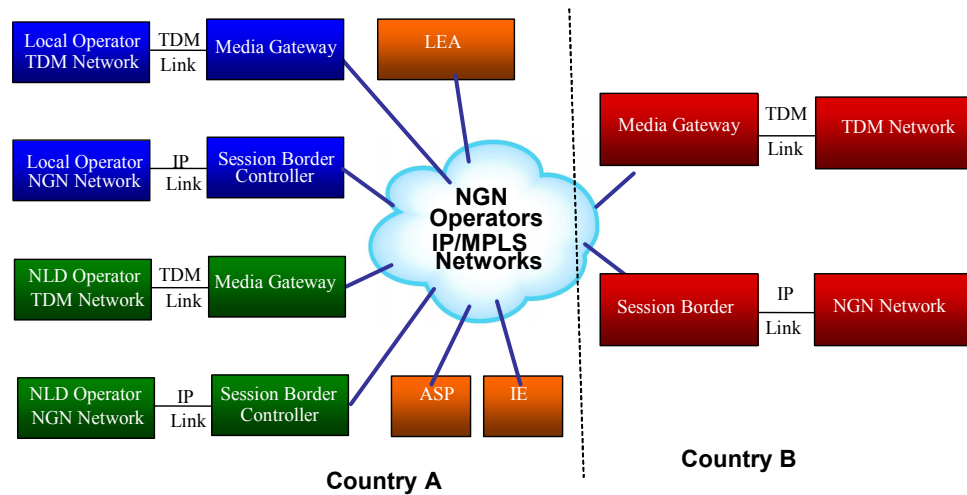 Local Operator
TDM Network
TDM
Link
Media Gateway
LEA
Local Operator
NGN Network
IP
Link
Session Border
Controller
NLD Operator
TDM Network
TDM
Link
Media Gateway
NLD Operator
NGN Network
IP
Link
Session Border
Controller
NGN
Operators
IP/MPLS
Networks
ASP
IE
Country A
Media Gateway
TDM
Link
TDM Network
Session Border
IP
Link
NGN Network
Country B